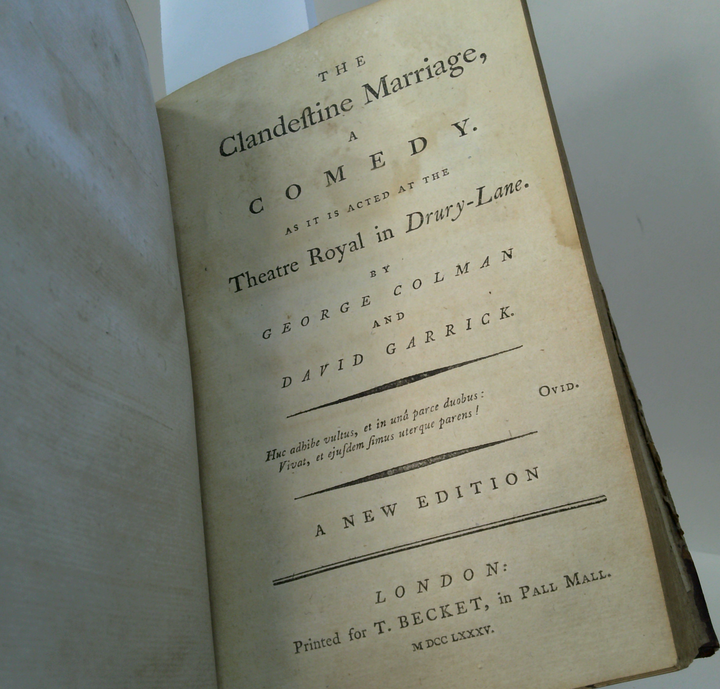 THE
Clandeſtine Marriage,
A
COMEDY.
AS IT IS ACTED AT THE
Theatre Royal in Drury-Lane.
BY
GEORGE COLMAN
AND
DAVID GARRICK.
Huc adhibe vultus, et in unâ parce duobus:
Vivat, et ejuſdem ſimus uterque parens!
OVID.
A NEW EDITION
LONDON:
Printed for T. BECKET, in PALL MALL.
M DCC LXXXV.